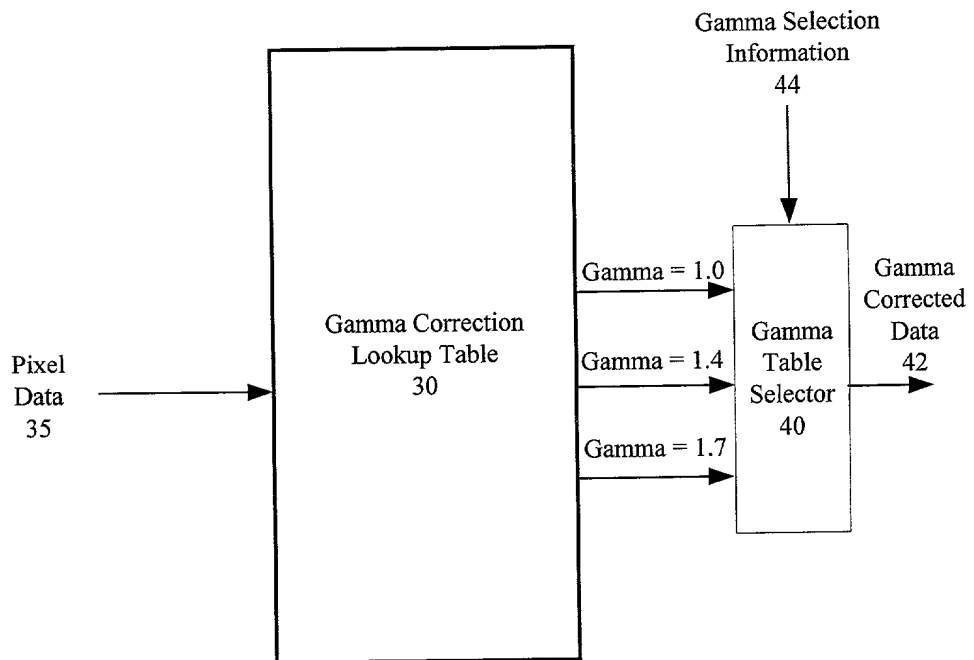 Gamma Selection
Information
44
Gamma = 1.0
Gamma
Corrected
Data
42
Gamma Correction
Lookup Table
30
Gamma = 1.4
Gamma
Table
Selector
40
Pixel
Data
35
Gamma = 1.7